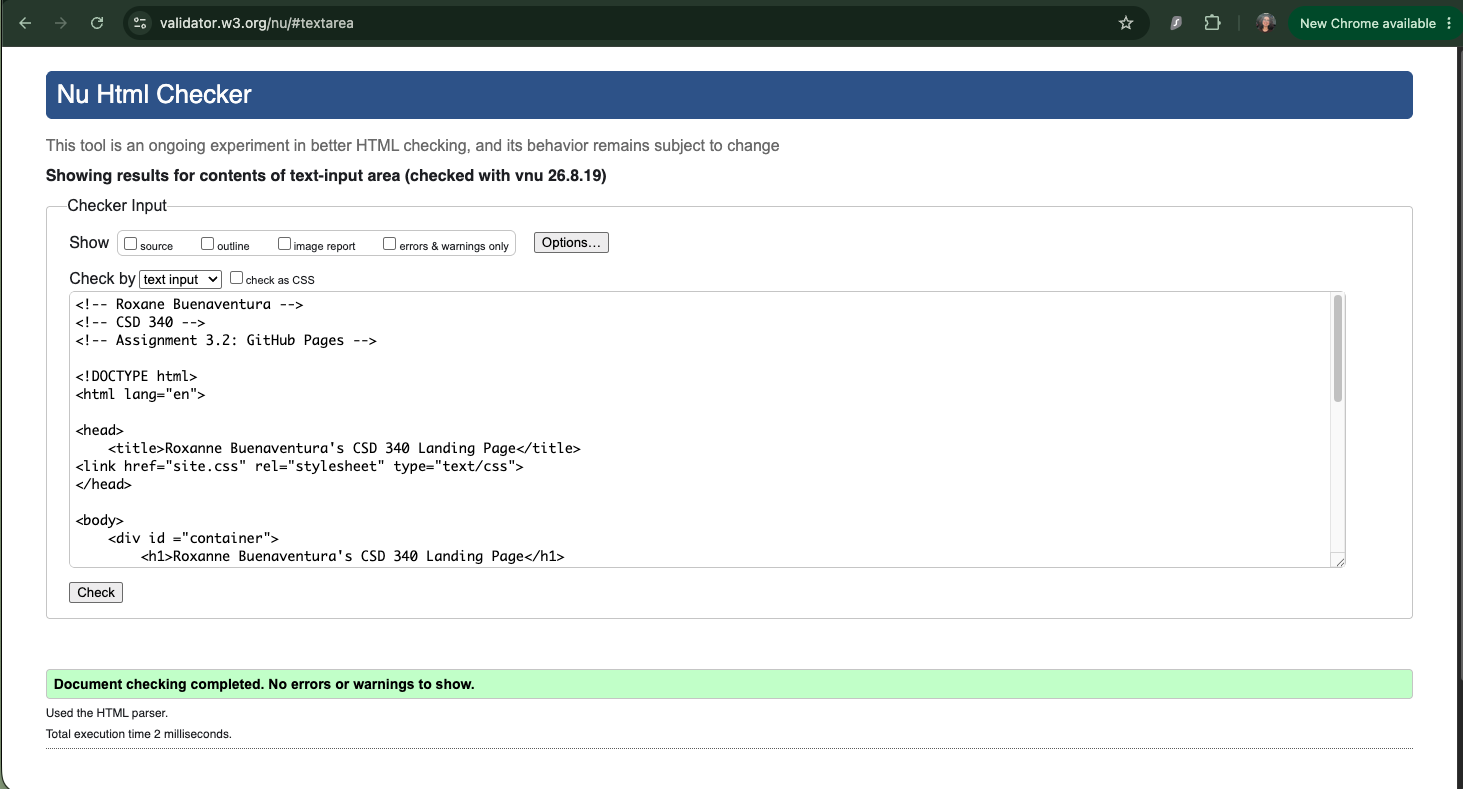 validator.w3.org/nu/#textarea
New Chrome available
Nu Html Checker
This tool is an ongoing experiment in better HTML checking, and its behavior remains subject to change
Showing results for contents of text-input area (checked with vnu 26.8.19)
Checker Input
Show source outline image report errors & warnings only Options...
Check by text input check as CSS
<!-- Roxane Buenaventura -->
<!-- CSD 340 -->
<!-- Assignment 3.2: GitHub Pages -->
<!DOCTYPE html>
<html lang="en">
<head>
<title>Roxanne Buenaventura's CSD 340 Landing Page</title>
<link href="site.css" rel="stylesheet" type="text/css">
</head>
<body>
<div id ="container">
<h1>Roxanne Buenaventura's CSD 340 Landing Page</h1>
Check
Document checking completed. No errors or warnings to show.
Used the HTML parser.
Total execution time 2 milliseconds.